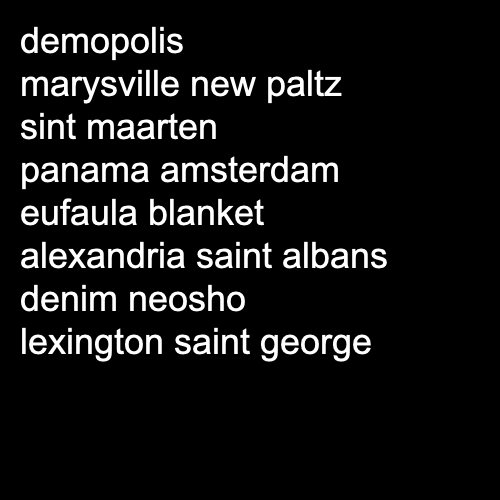 demopolis
marysville new paltz
sint maarten
panama amsterdam
eufaula blanket
alexandria saint albans
denim neosho
lexington saint george